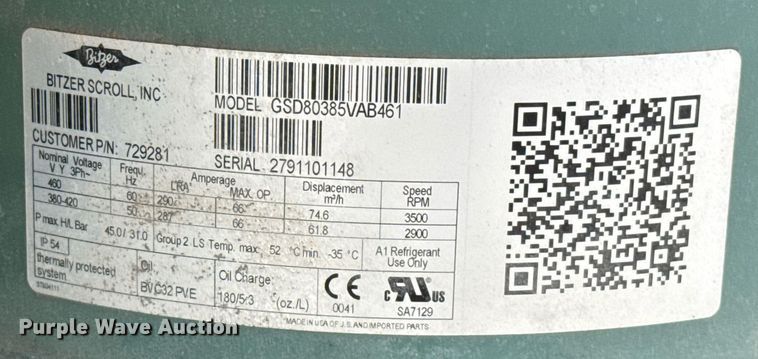 Bitzer
BITZER SCROLL, INC
MODEL GSD80385VAB461
CUSTOMER P/N: 729281
SERIAL 2791101148
Nominal Voltage Frequ. Amperage Displacement Speed
V Y 3Ph~ Hz LRA MAX. OP m³/h RPM
460 60 290 66 74.6 3500
380-420 50 287 66 61.8 2900
P max H/L Bar 45.0/ 31.0 Group 2 LS Temp. max: 52 °C min. -35 °C A1 Refrigerant
Use Only
IP 54
thermally protected
system
Oil
BVC32 PVE
Oil Charge:
180/5.3 (oz./L)
CE
0041
c RU US
SA7129
MADE IN USA OF U.S. AND IMPORTED PARTS
Purple Wave Auction